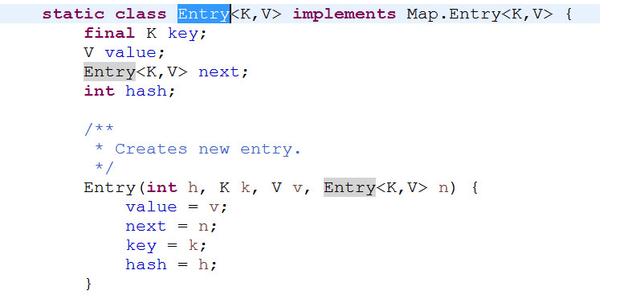 static class Entry<K,V> implements Map.Entry<K,V> {
final K key;
V value;
Entry<K,V> next;
int hash;
/**
* Creates new entry.
*/
Entry(int h, K k, V v, Entry<K,V> n) {
value = v;
next = n;
key = k;
hash = h;
}